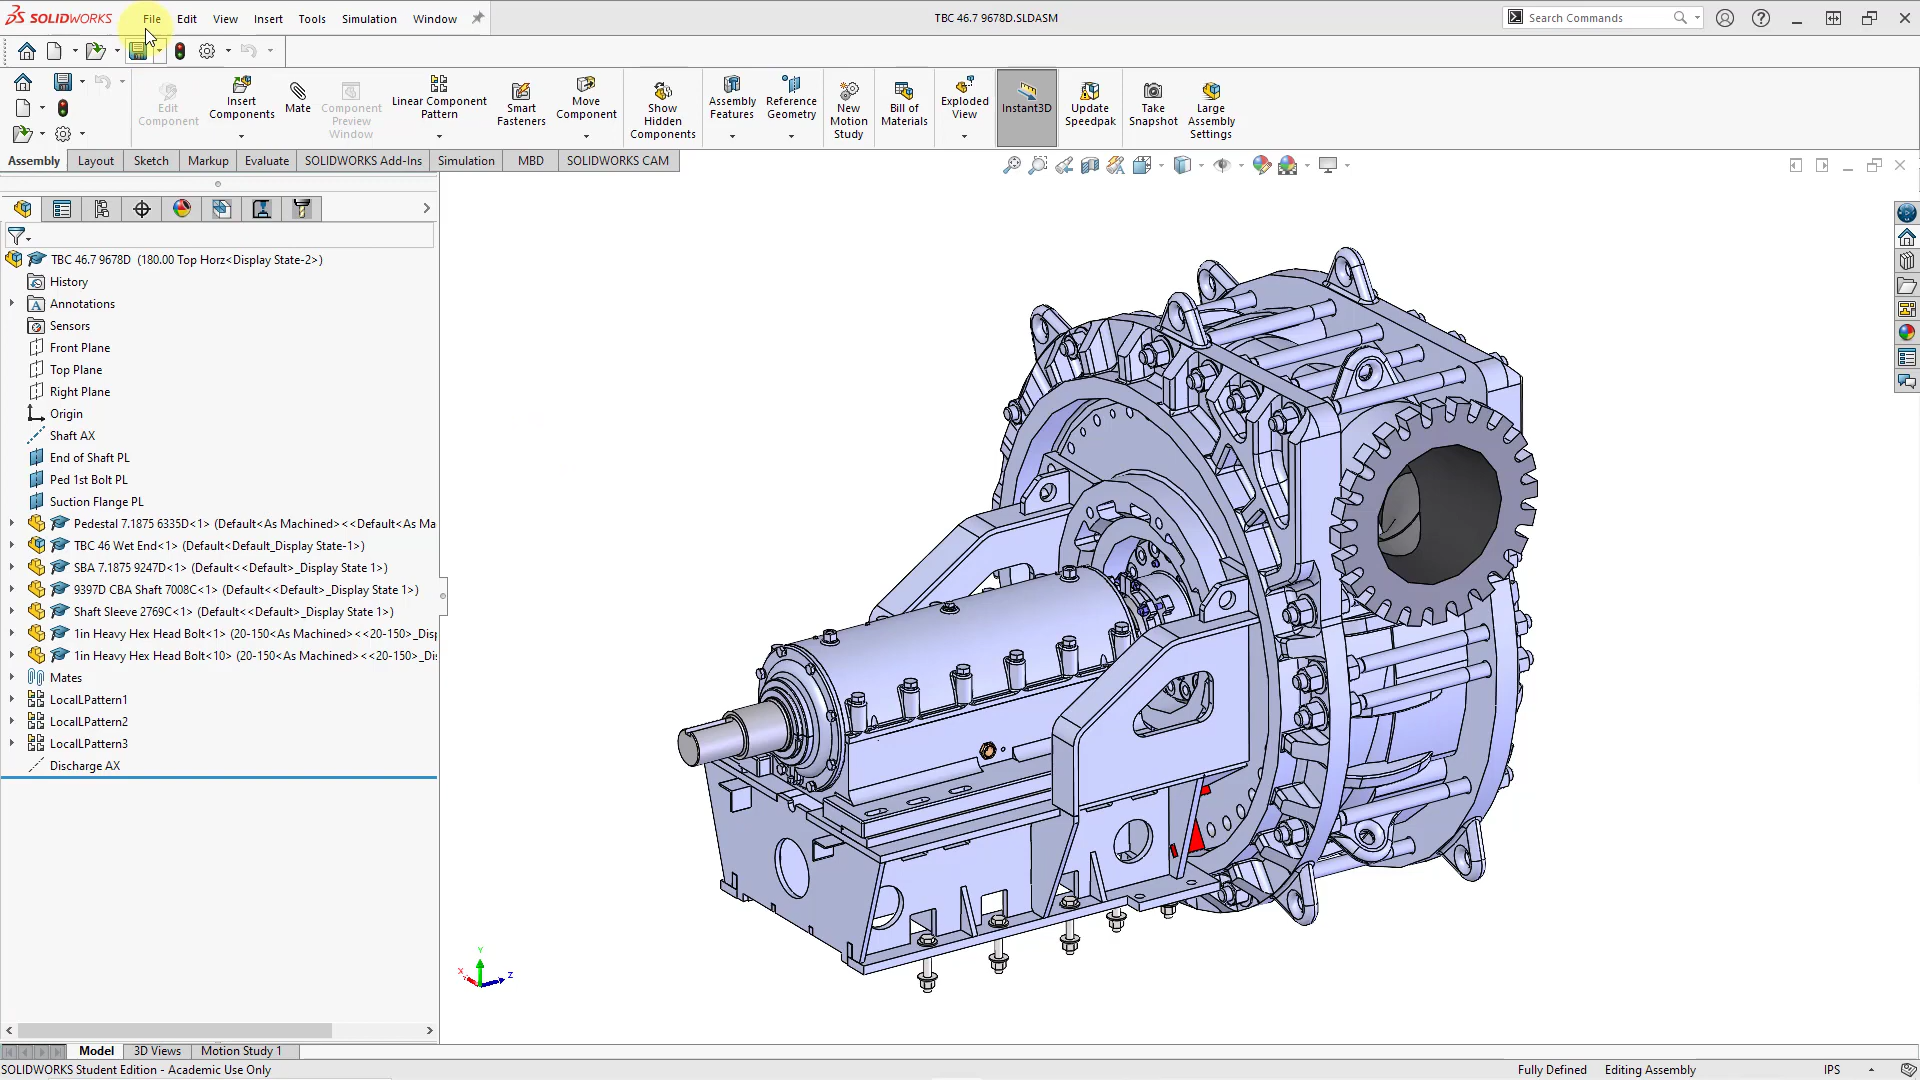 SOLIDWORKS File Edit View Insert Tools Simulation Window
TBC 46.7 9678D.SLDASM
Search Commands
Edit Component
Insert Components
Mate
Component Preview Window
Linear Component Pattern
Smart Fasteners
Move Component
Show Hidden Components
Assembly Features
Reference Geometry
New Motion Study
Bill of Materials
Exploded View
Instant3D
Update Speedpak
Take Snapshot
Large Assembly Settings
Assembly Layout Sketch Markup Evaluate SOLIDWORKS Add-Ins Simulation MBD SOLIDWORKS CAM
TBC 46.7 9678D (180.00 Top Horz<Display State-2>)
History
Annotations
Sensors
Front Plane
Top Plane
Right Plane
Origin
Shaft AX
End of Shaft PL
Ped 1st Bolt PL
Suction Flange PL
Pedestal 7.1875 6335D<1> (Default<As Machined><<Default<As Ma
TBC 46 Wet End<1> (Default<Default_Display State-1>)
SBA 7.1875 9247D<1> (Default<<Default>_Display State 1>)
9397D CBA Shaft 7008C<1> (Default<<Default>_Display State 1>)
Shaft Sleeve 2769C<1> (Default<<Default>_Display State 1>)
1in Heavy Hex Head Bolt<1> (20-150<As Machined><<20-150>_Disp
1in Heavy Hex Head Bolt<10> (20-150<As Machined><<20-150>_Di
Mates
LocalLPattern1
LocalLPattern2
LocalLPattern3
Discharge AX
Y
X
Z
Model 3D Views Motion Study 1
SOLIDWORKS Student Edition - Academic Use Only
Fully Defined Editing Assembly IPS